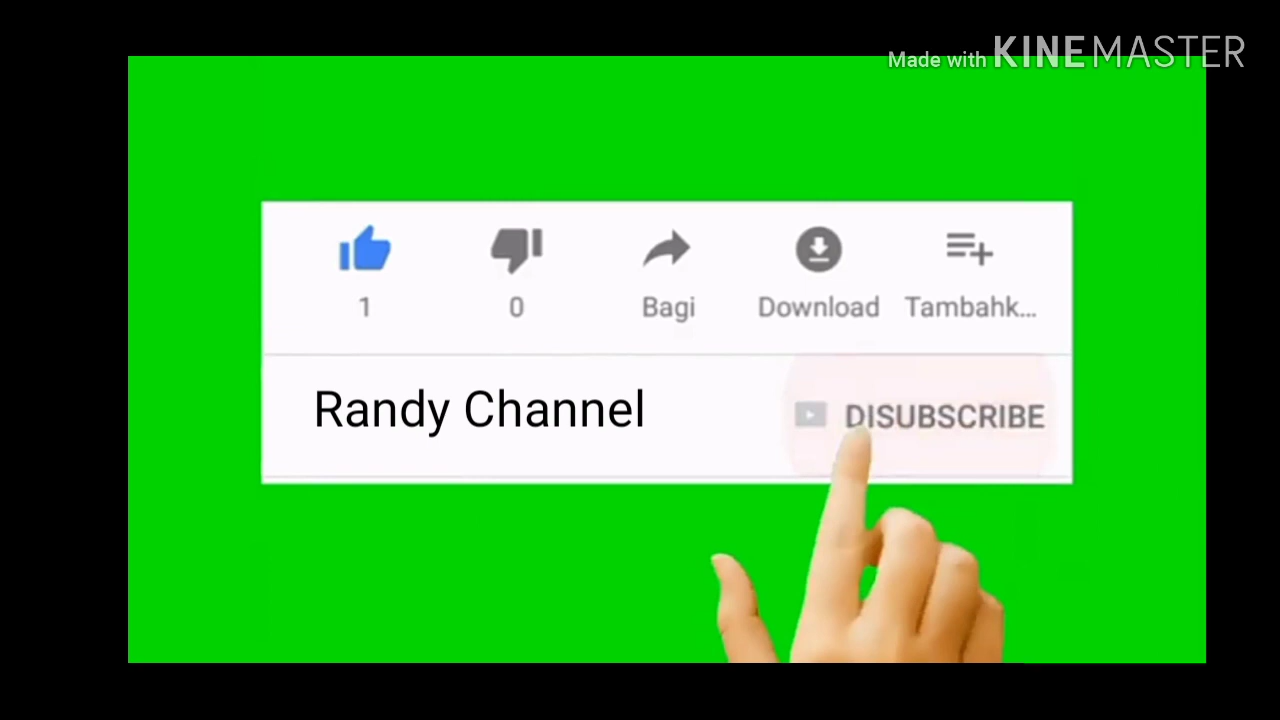 Made with KINEMASTER
1 0 Bagi Download Tambahk...
Randy Channel DISUBSCRIBE